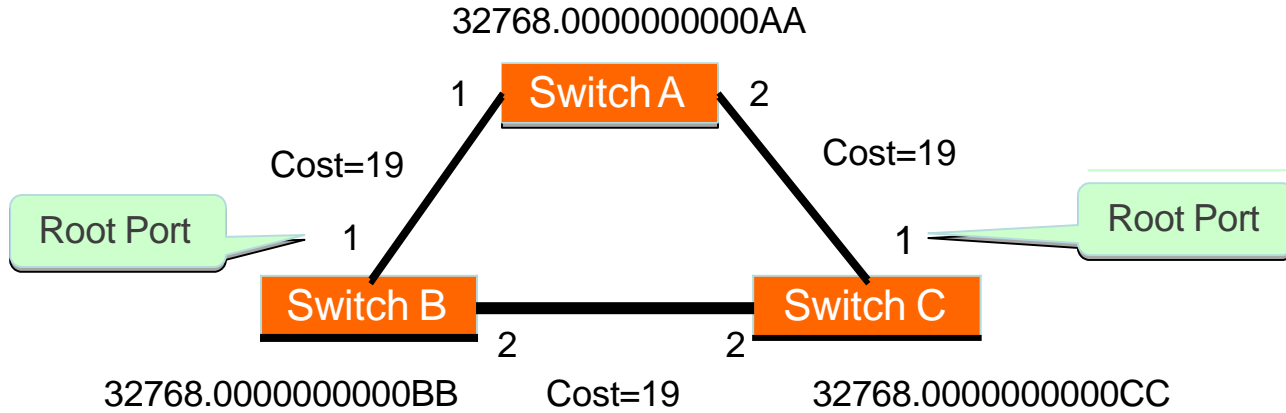 32768.0000000000AA
1
Switch A
2
Cost=19
Cost=19
Root Port
1
1
Root Port
Switch B
Switch C
2
2
32768.0000000000BB
Cost=19
32768.0000000000CC